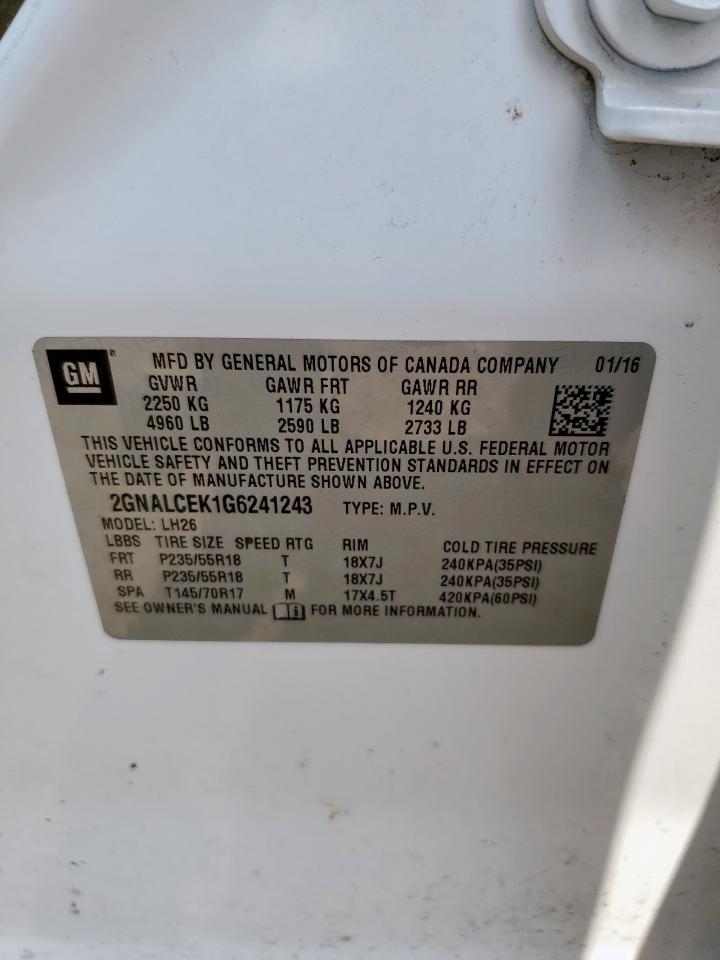 GM ® MFD BY GENERAL MOTORS OF CANADA COMPANY 01/16
GVWR GAWR FRT GAWR RR
2250 KG 1175 KG 1240 KG
4960 LB 2590 LB 2733 LB
THIS VEHICLE CONFORMS TO ALL APPLICABLE U.S. FEDERAL MOTOR
VEHICLE SAFETY AND THEFT PREVENTION STANDARDS IN EFFECT ON
THE DATE OF MANUFACTURE SHOWN ABOVE.
2GNALCEK1G6241243 TYPE: M.P.V.
MODEL: LH26
LBBS TIRE SIZE SPEED RTG RIM COLD TIRE PRESSURE
FRT P235/55R18 T 18X7J 240KPA(35PSI)
RR P235/55R18 T 18X7J 240KPA(35PSI)
SPA T145/70R17 M 17X4.5T 420KPA(60PSI)
SEE OWNER'S MANUAL FOR MORE INFORMATION.